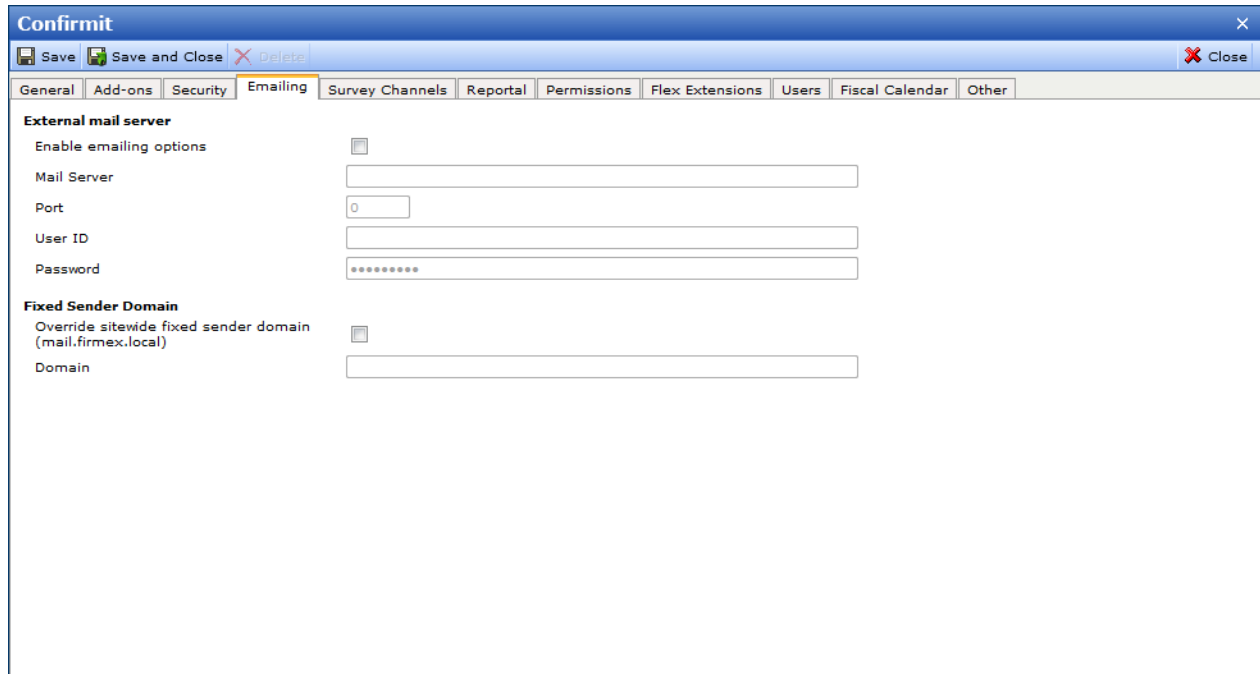 Confirmit
Save Save and Close Delete Close
General Add-ons Security Emailing Survey Channels Reportal Permissions Flex Extensions Users Fiscal Calendar Other
External mail server
Enable emailing options
Mail Server
Port 0
User ID
Password •••••••••
Fixed Sender Domain
Override sitewide fixed sender domain
(mail.firmex.local)
Domain